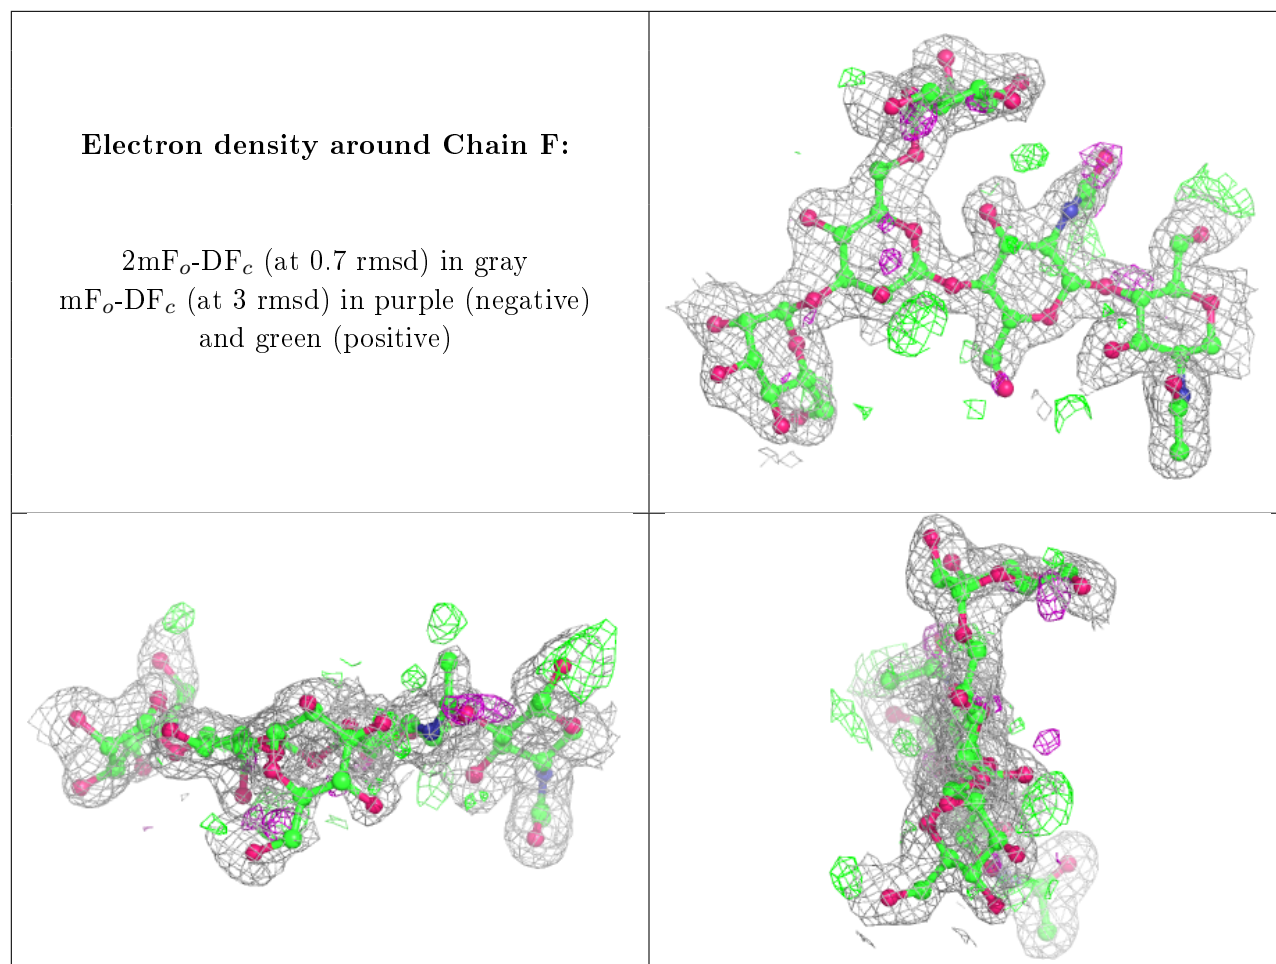 Electron density around Chain F:
2mFₒ-DF𝒸 (at 0.7 rmsd) in gray
mFₒ-DF𝒸 (at 3 rmsd) in purple (negative)
and green (positive)